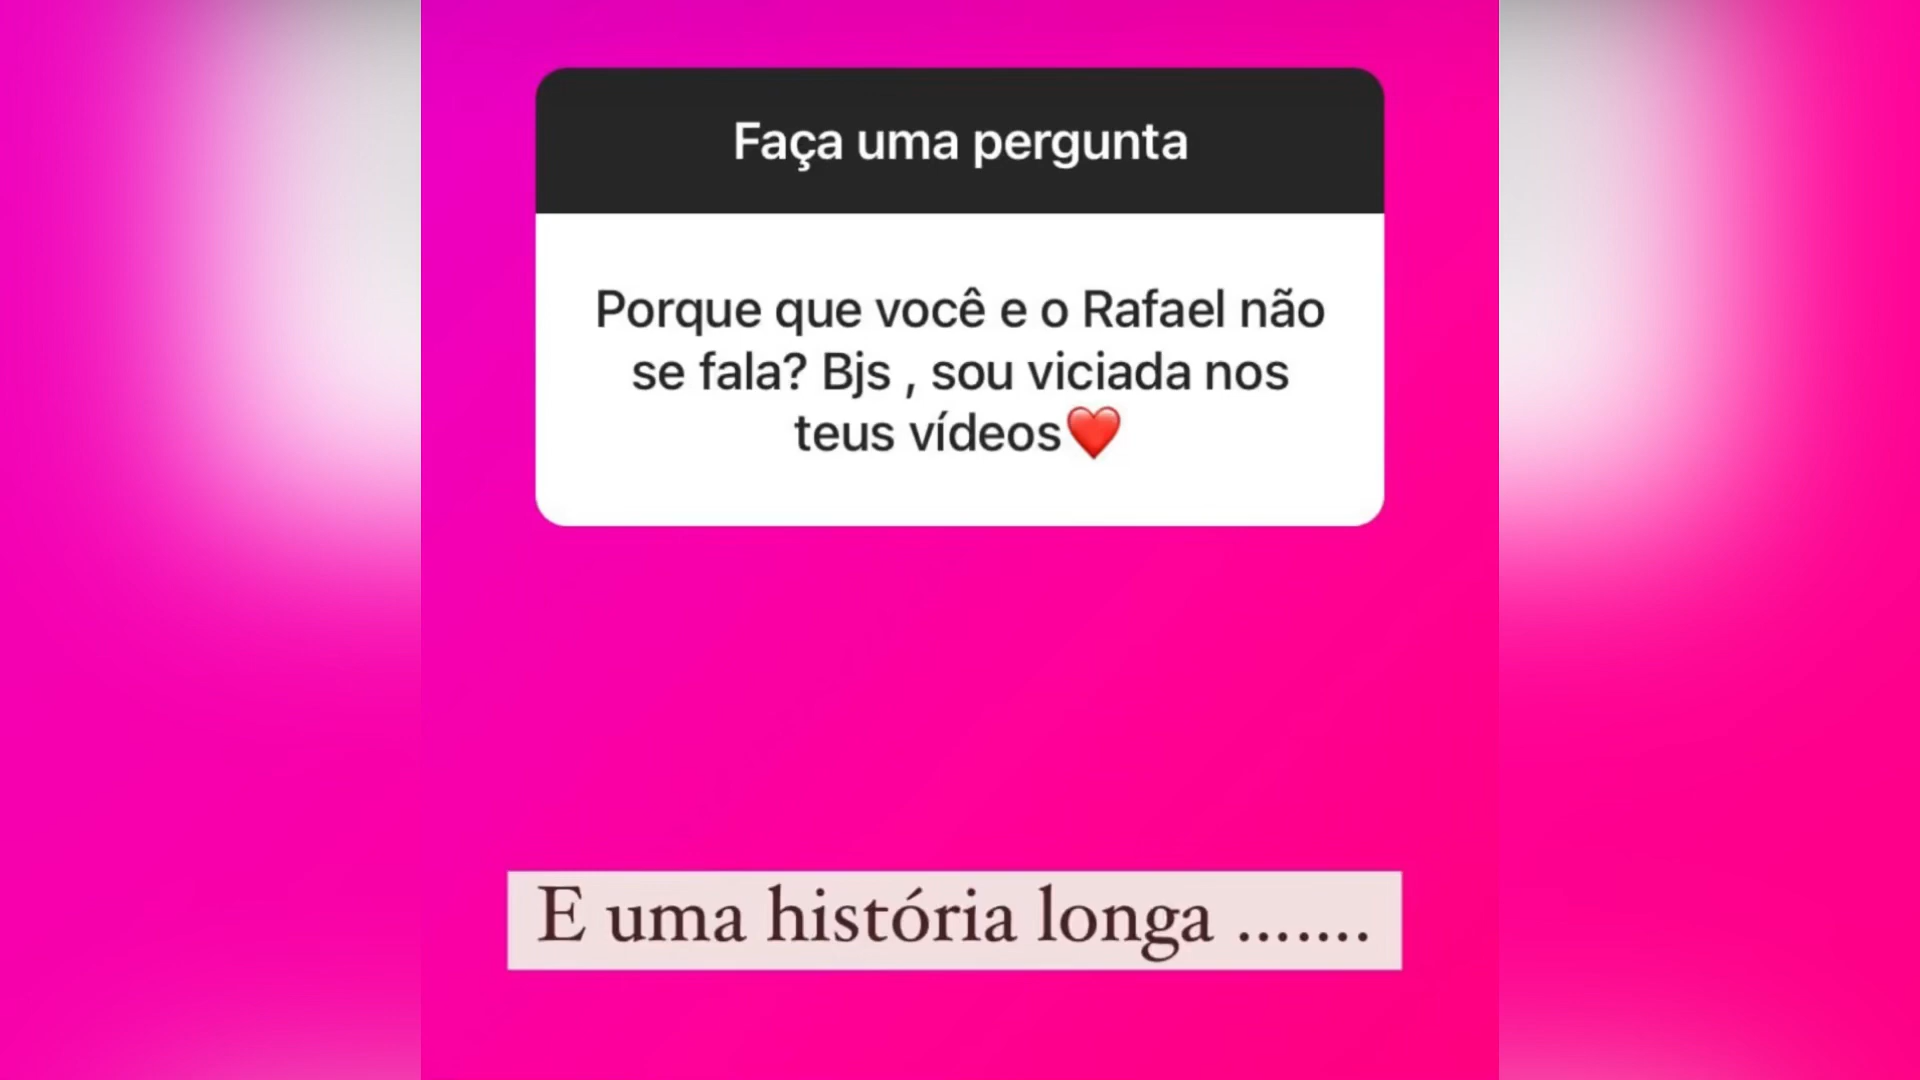 Faça uma pergunta
Porque que você e o Rafael não
se fala? Bjs , sou viciada nos
teus vídeos❤️
E uma história longa .......